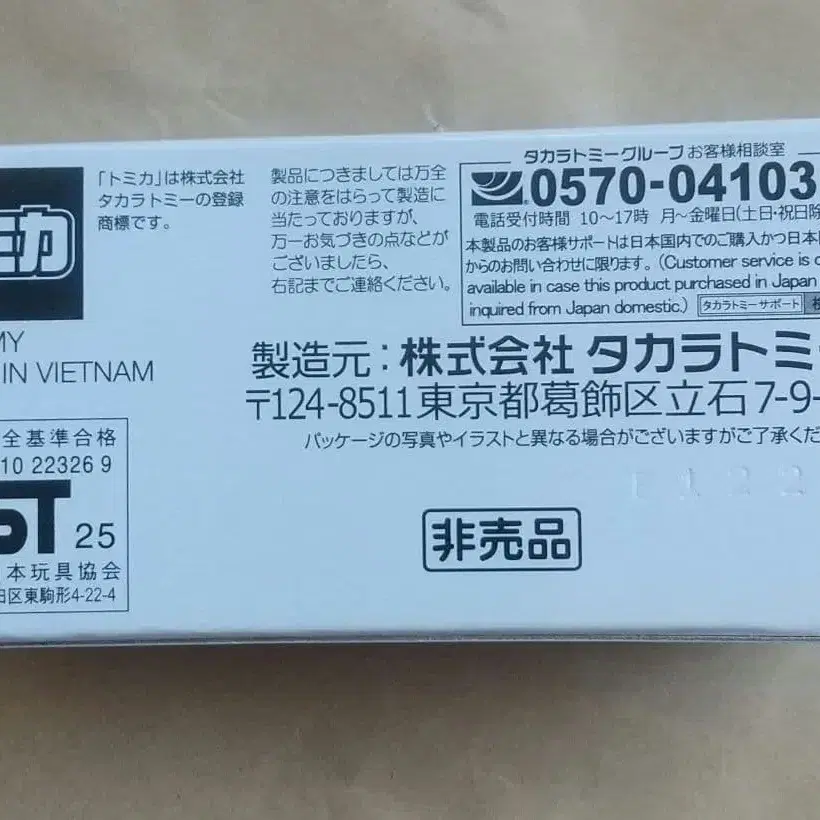 ミカ
「トミカ」は株式会社
タカラトミーの登録
商標です。
MY
IN VIETNAM
全基準合格
10 22326 9
ST 25
本玩具協会
区東駒形4-22-4
製品につきましては万全
の注意をはらって製造に
当たっておりますが、
万一お気づきの点などが
ございましたら、
右記までご連絡ください。
タカラトミーグループ お客様相談室
0570-04103
電話受付時間 10〜17時 月〜金曜日(土日・祝日除
本製品のお客様サポートは日本国内でのご購入かつ日本
からのお問い合わせに限ります。(Customer service is
available in case this product purchased in Japan
inquired from Japan domestic.) タカラトミーサポート 検
製造元:株式会社 タカラトミー
〒124-8511東京都葛飾区立石7-9-
パッケージの写真やイラストと異なる場合がございますがご了承くだ
非売品